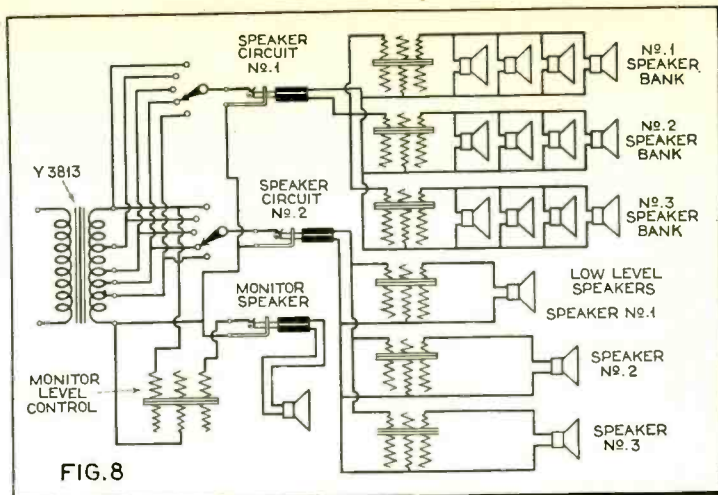 SPEAKER
CIRCUIT
Nº.1
Nº.1
SPEAKER
BANK
Nº.2
SPEAKER
BANK
Y 3813
SPEAKER
CIRCUIT
Nº.2
Nº.3
SPEAKER
BANK
MONITOR
SPEAKER
LOW LEVEL
SPEAKERS
SPEAKER Nº.1
MONITOR
LEVEL
CONTROL
SPEAKER
Nº.2
SPEAKER
Nº.3
FIG.8